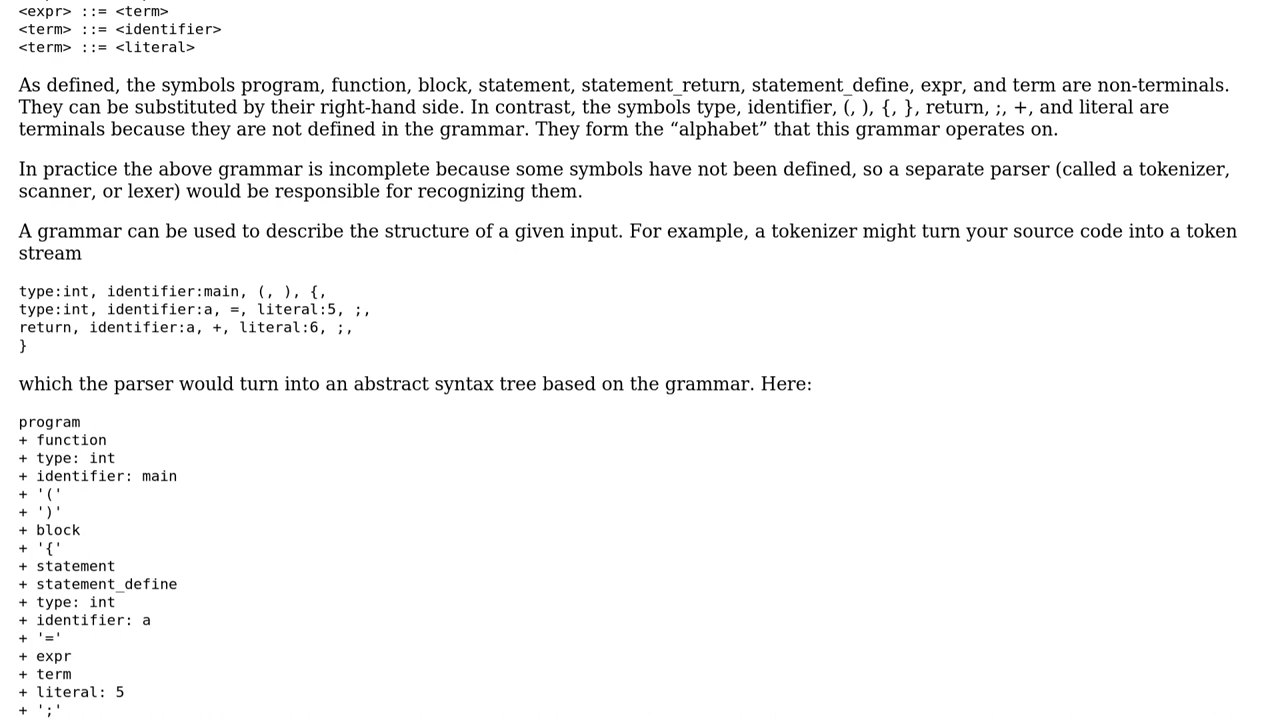 <expr> ::= <term>
<term> ::= <identifier>
<term> ::= <literal>
As defined, the symbols program, function, block, statement, statement_return, statement_define, expr, and term are non-terminals.
They can be substituted by their right-hand side. In contrast, the symbols type, identifier, (, ), {, }, return, ;, +, and literal are
terminals because they are not defined in the grammar. They form the “alphabet” that this grammar operates on.
In practice the above grammar is incomplete because some symbols have not been defined, so a separate parser (called a tokenizer,
scanner, or lexer) would be responsible for recognizing them.
A grammar can be used to describe the structure of a given input. For example, a tokenizer might turn your source code into a token
stream
type:int, identifier:main, (, ), {,
type:int, identifier:a, =, literal:5, ;,
return, identifier:a, +, literal:6, ;,
}
which the parser would turn into an abstract syntax tree based on the grammar. Here:
program
+ function
+ type: int
+ identifier: main
+ '('
+ ')'
+ block
+ '{'
+ statement
+ statement_define
+ type: int
+ identifier: a
+ '='
+ expr
+ term
+ literal: 5
+ ';'